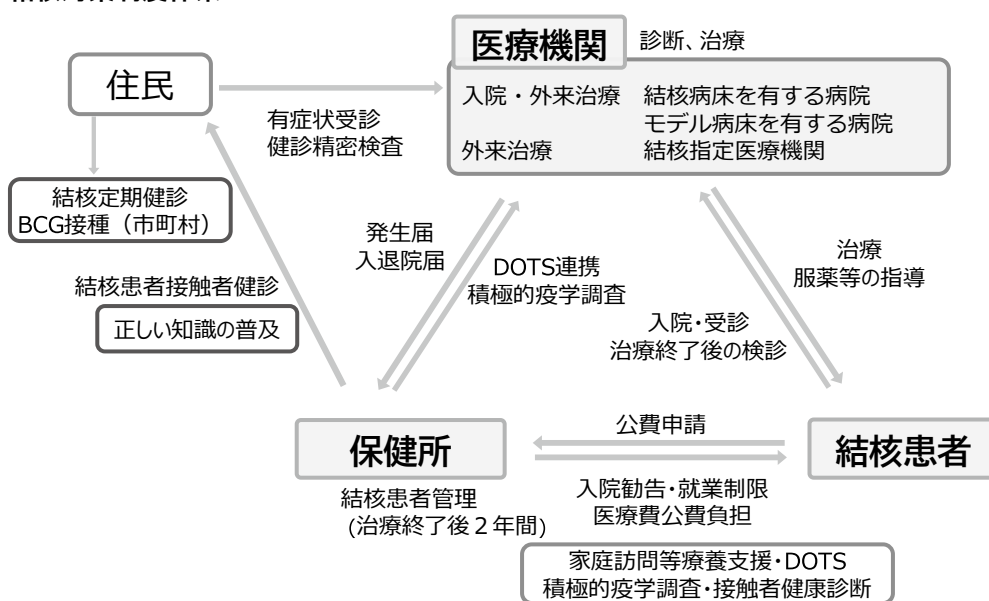 医療機関
診断、治療
住民
入院・外来治療 結核病床を有する病院
モデル病床を有する病院
外来治療 結核指定医療機関
有症状受診
健診精密検査
結核定期健診
BCG接種（市町村）
発生届
入退院届
DOTS連携
積極的疫学調査
治療
服薬等の指導
結核患者接触者健診
正しい知識の普及
入院・受診
治療終了後の検診
保健所
公費申請
結核患者
結核患者管理
(治療終了後２年間)
入院勧告・就業制限
医療費公費負担
家庭訪問等療養支援・DOTS
積極的疫学調査・接触者健康診断